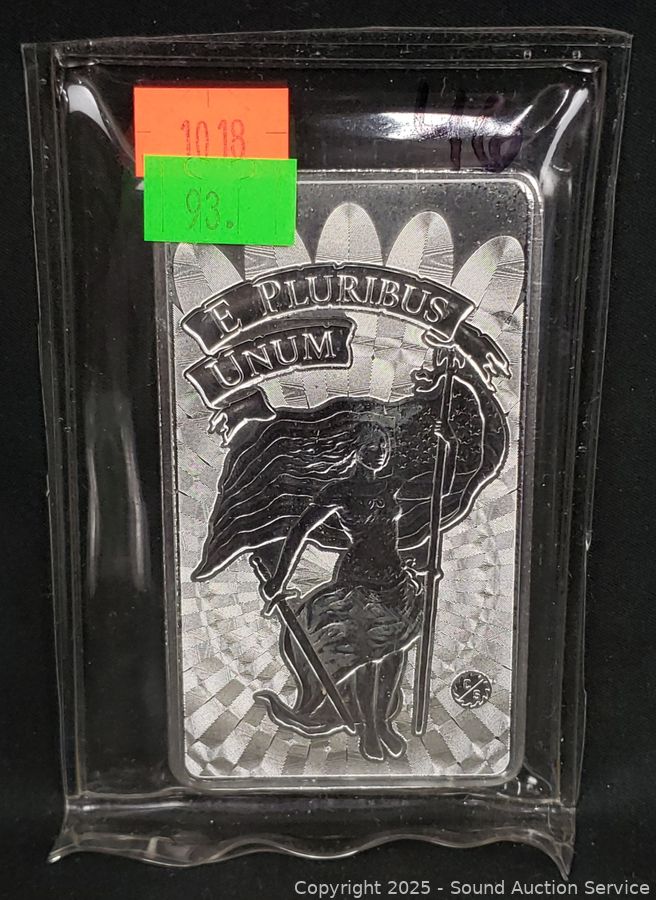 10 18
93.
E PLURIBUS
UNUM
C
S
Copyright 2025 - Sound Auction Service